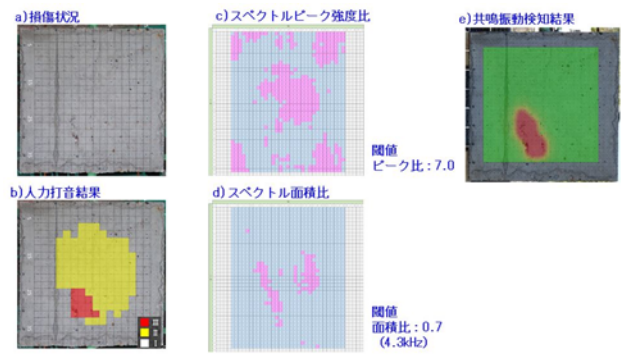 a)損傷状況
c)スペクトルピーク強度比
e)共鳴振動検知結果
閾値
ピーク比:7.0
b)人力打音結果
d)スペクトル面積比
閾値
面積比:0.7
(4.3kHz)
III
II
I